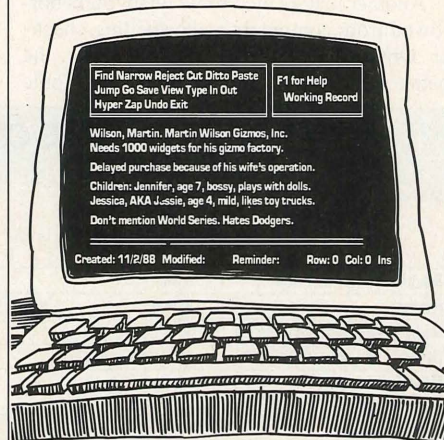 Find Narrow Reject Cut Ditto Paste
Jump Go Save View Type In Out
Hyper Zap Undo Exit
F1 for Help
Working Record
Wilson, Martin. Martin Wilson Gizmos, Inc.
Needs 1000 widgets for his gizmo factory.
Delayed purchase because of his wife's operation.
Children: Jennifer, age 7, bossy, plays with dolls.
Jessica, AKA Jessie, age 4, mild, likes toy trucks.
Don't mention World Series. Hates Dodgers.
Created: 11/2/88 Modified: Reminder: Row: 0 Col: 0 Ins